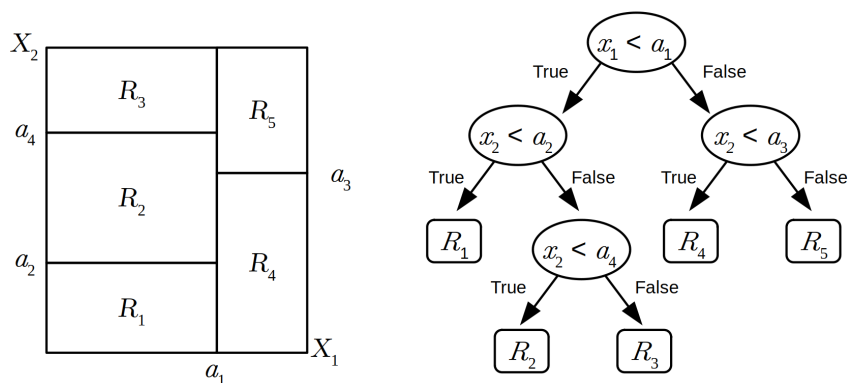 X₂
R₃
R₅
a₄
a₃
R₂
a₂
R₄
R₁
X₁
a₁
x₁ < a₁
True
False
x₂ < a₂
x₂ < a₃
True
False
True
False
R₁
x₂ < a₄
R₄
R₅
True
False
R₂
R₃